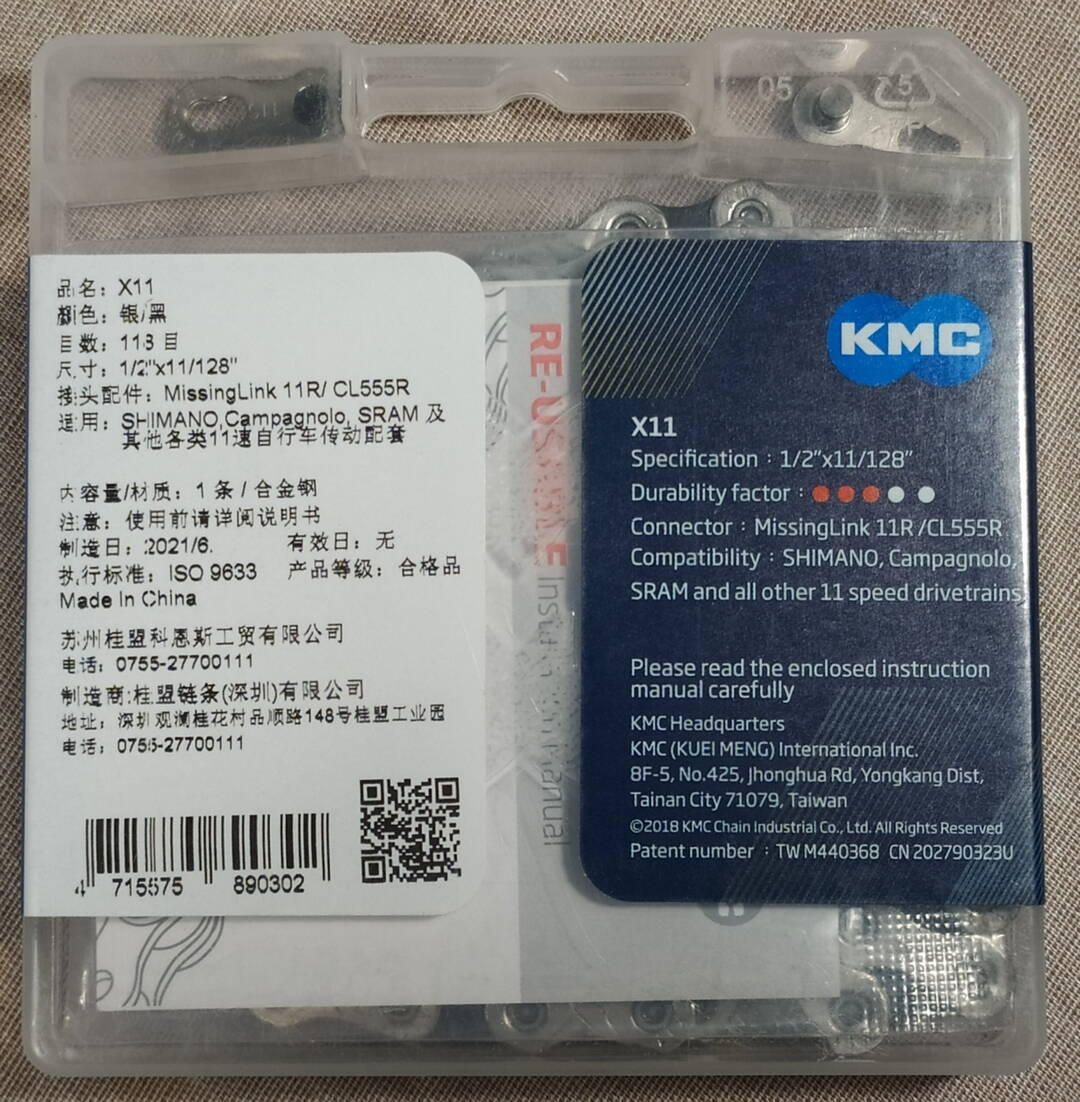 05
5
品名：X11
颜色：银/黑
目数：118 目
尺寸：1/2"x11/128"
接头配件：MissingLink 11R/ CL555R
适用：SHIMANO,Campagnolo, SRAM 及
其他各类11速自行车传动配套
内容量/材质：1 条 / 合金钢
注意：使用前请详阅说明书
制造日：2021/6. 有效日：无
执行标准：ISO 9633 产品等级：合格品
Made In China
苏州桂盟科恩斯工贸有限公司
电话：0755-27700111
制造商:桂盟链条(深圳)有限公司
地址：深圳观澜桂花村品顺路148号桂盟工业园
电话：0755-27700111
4 715575 890302
RE-USABLE Instruction Manual
KMC
X11
Specification : 1/2"x11/128"
Durability factor :
Connector : MissingLink 11R /CL555R
Compatibility : SHIMANO, Campagnolo,
SRAM and all other 11 speed drivetrains
Please read the enclosed instruction
manual carefully
KMC Headquarters
KMC (KUEI MENG) International Inc.
8F-5, No.425, Jhonghua Rd, Yongkang Dist,
Tainan City 71079, Taiwan
©2018 KMC Chain Industrial Co., Ltd. All Rights Reserved
Patent number : TW M440368 CN 202790323U